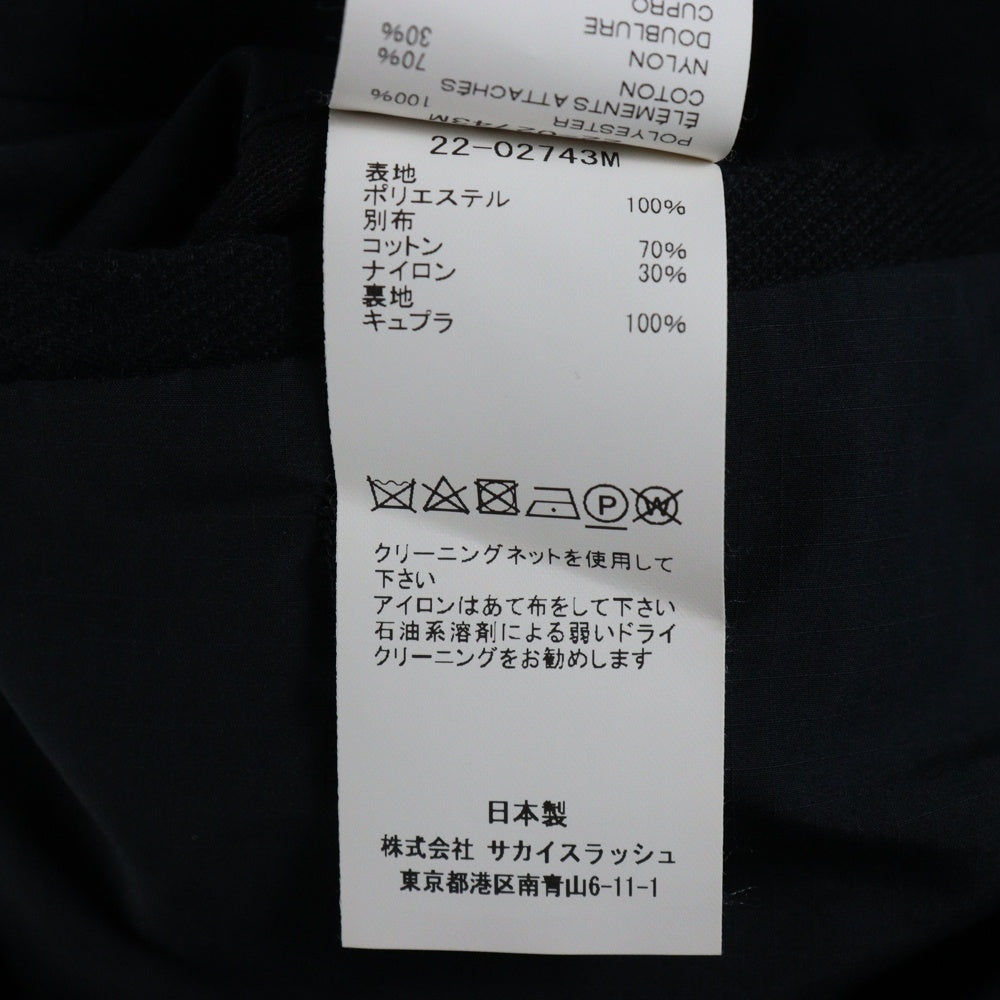 CUPRO
DOUBLURE
NYLON 30%
COTON 70%
ÉLÉMENTS ATTACHÉS
POLYESTER 100%
22-02743M
22-02743M
表地
ポリエステル 100%
別布
コットン 70%
ナイロン 30%
裏地
キュプラ 100%
P
W
クリーニングネットを使用して
下さい
アイロンはあて布をして下さい
石油系溶剤による弱いドライ
クリーニングをお勧めします
日本製
株式会社 サカイスラッシュ
東京都港区南青山6-11-1